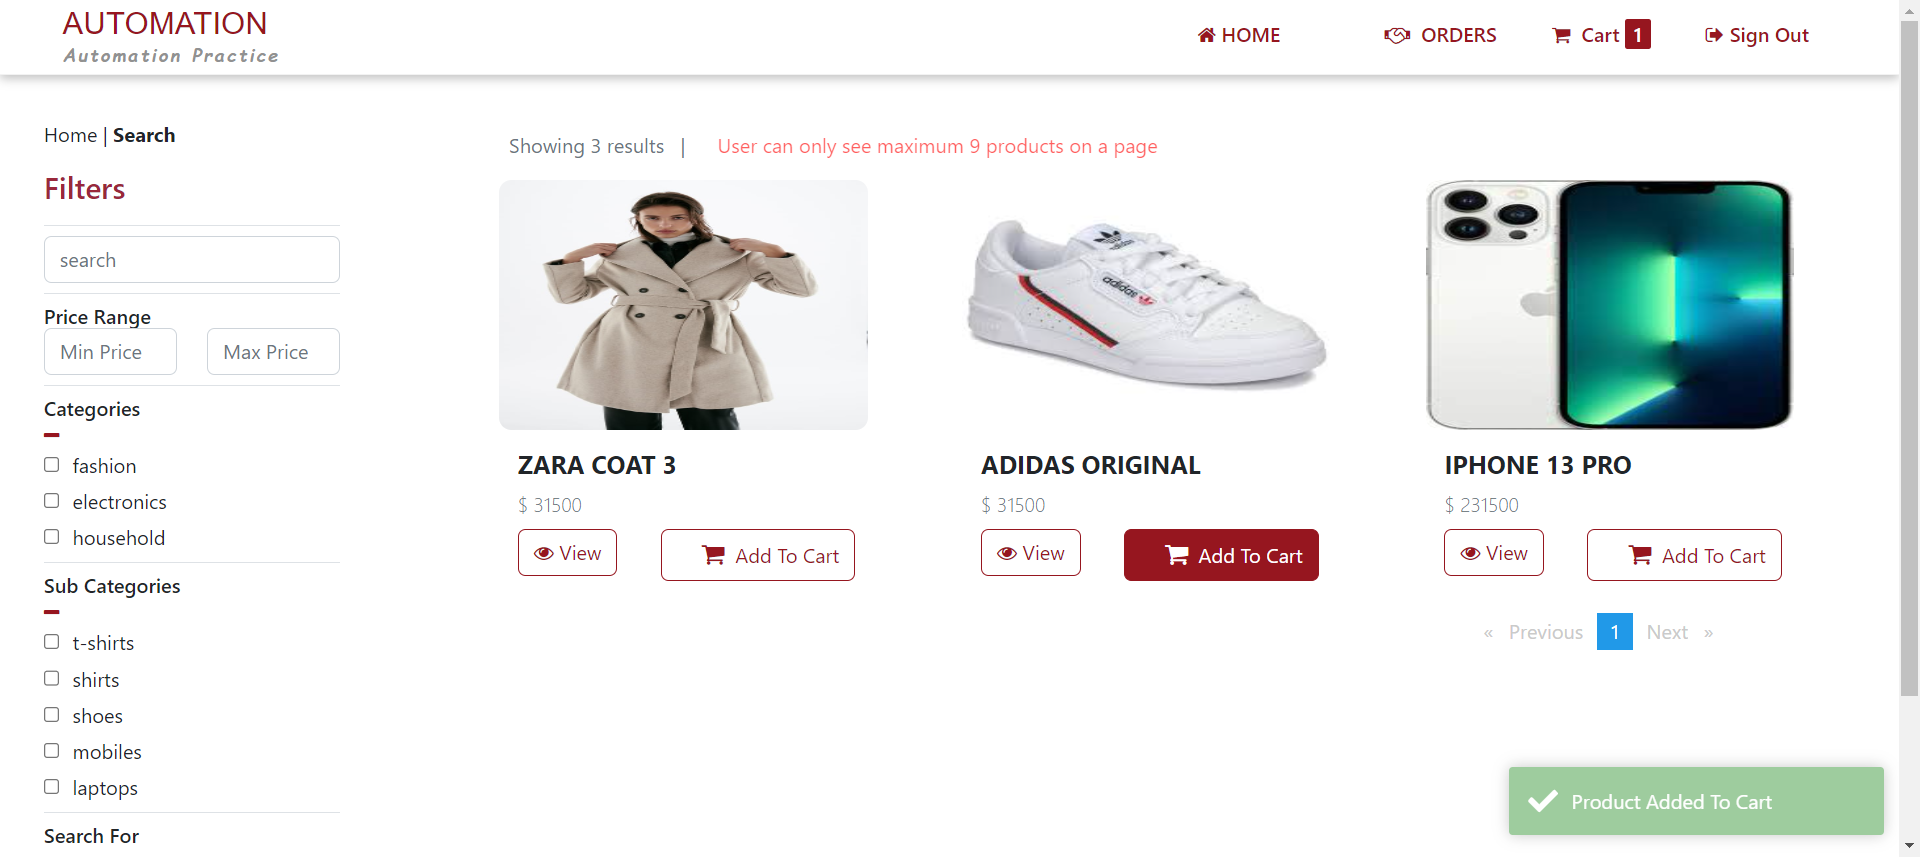 AUTOMATION
Automation Practice
HOME
ORDERS
Cart 1
Sign Out
Home | Search
Filters
search
Price Range
Min Price
Max Price
Categories
fashion
electronics
household
Sub Categories
t-shirts
shirts
shoes
mobiles
laptops
Search For
Showing 3 results | User can only see maximum 9 products on a page
ZARA COAT 3
$ 31500
View
Add To Cart
adidas
adidas
ADIDAS ORIGINAL
$ 31500
View
Add To Cart
IPHONE 13 PRO
$ 231500
View
Add To Cart
« Previous 1 Next »
Product Added To Cart